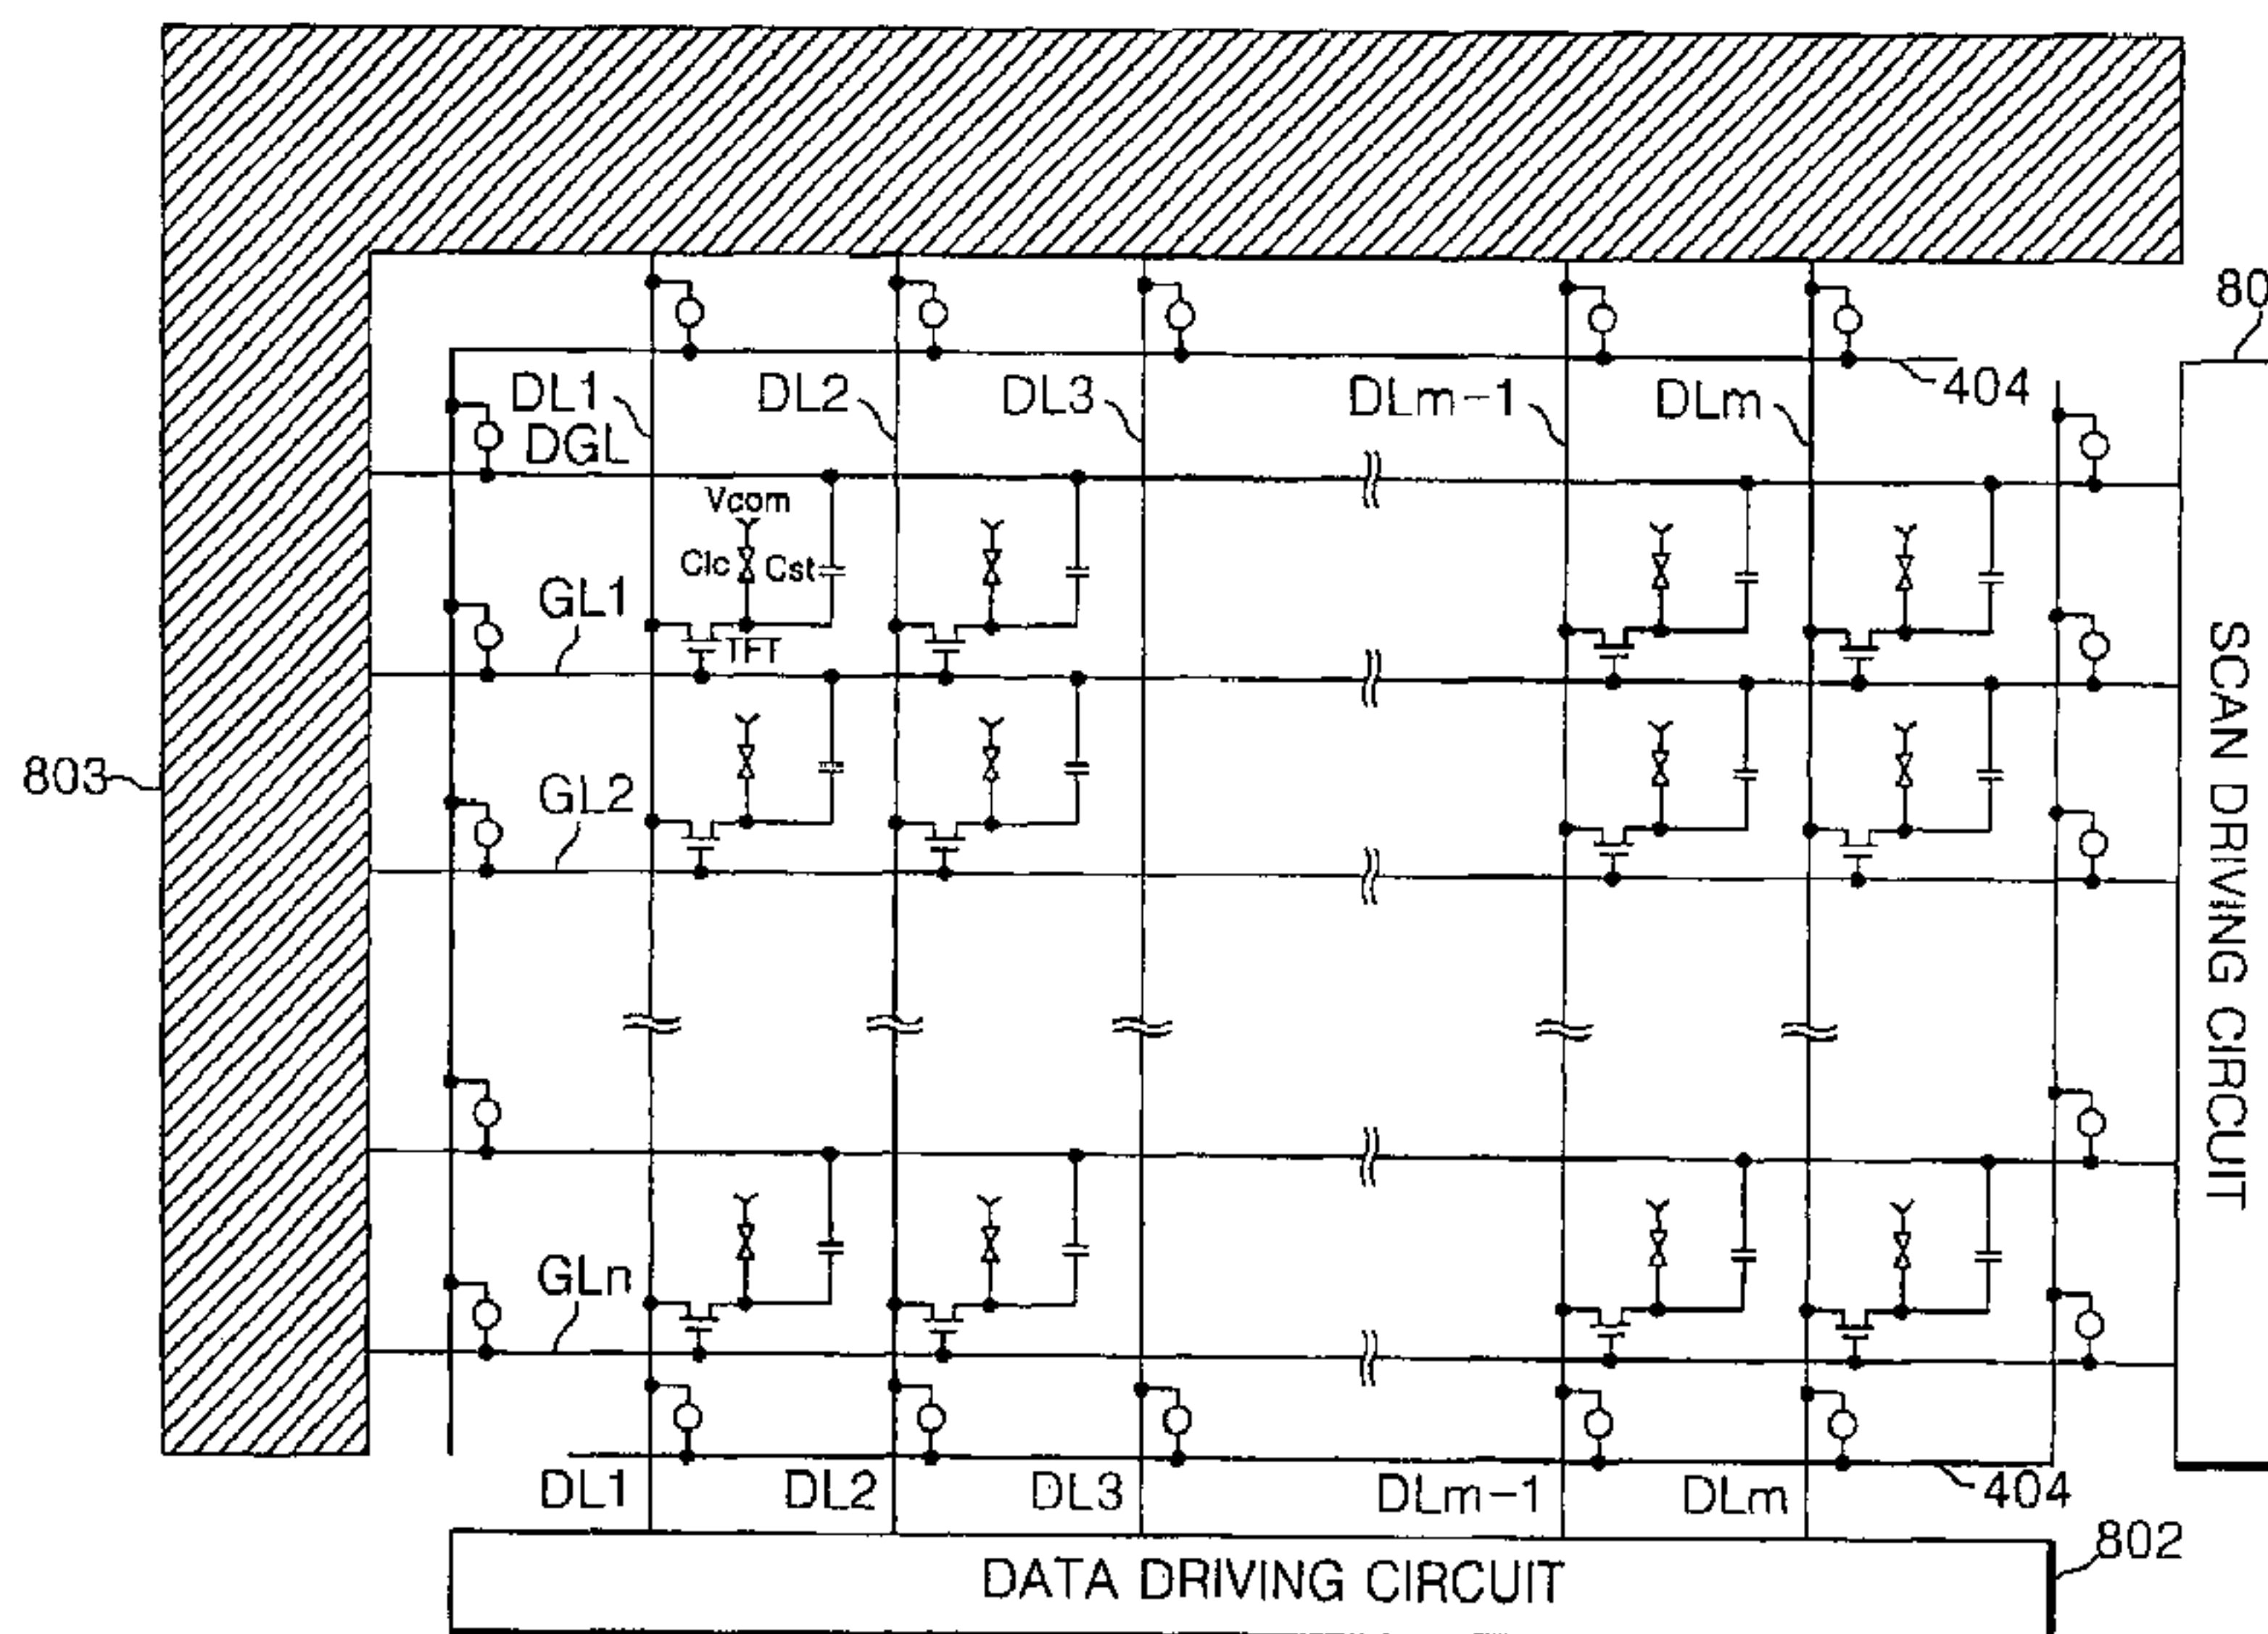 80
404
DL1
DL2
DL3
DLm-1
DLm
DGL
Vcom
Clc
Cst
GL1
TFT
803
GL2
SCAN DRIVING CIRCUIT
GLn
DL1
DL2
DL3
DLm-1
DLm
404
802
DATA DRIVING CIRCUIT